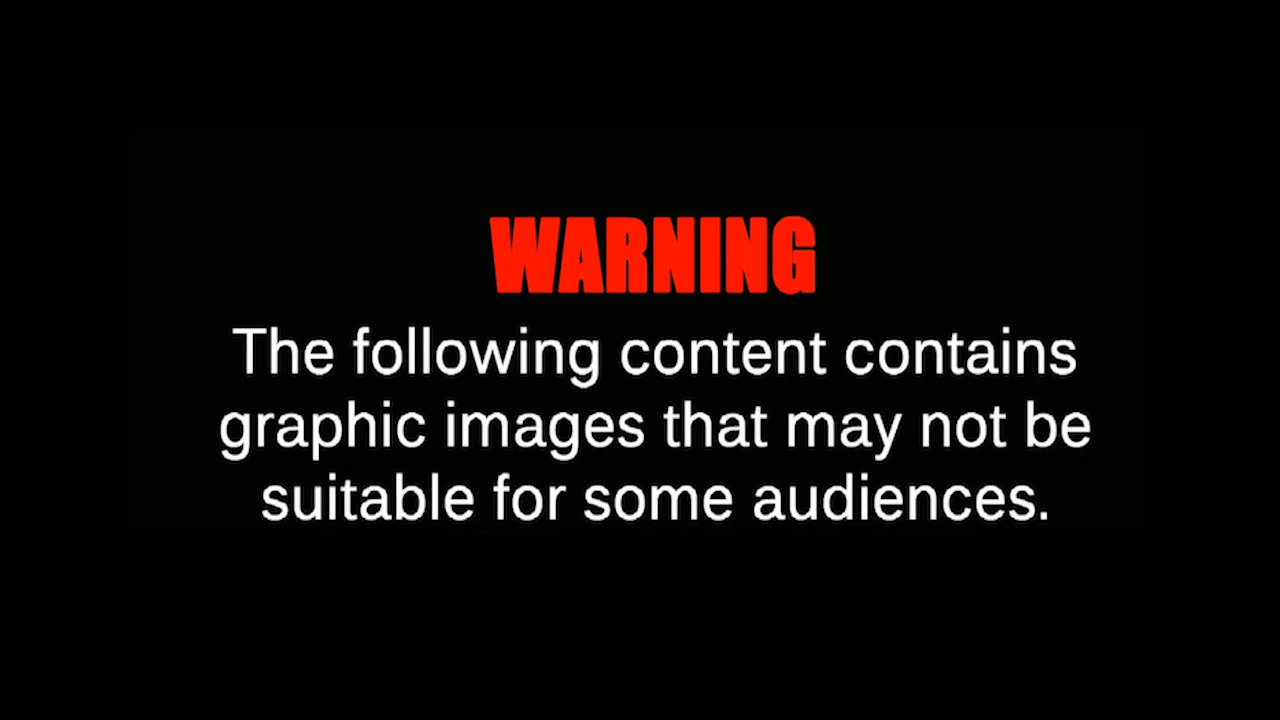 WARNING
The following content contains
graphic images that may not be
suitable for some audiences.